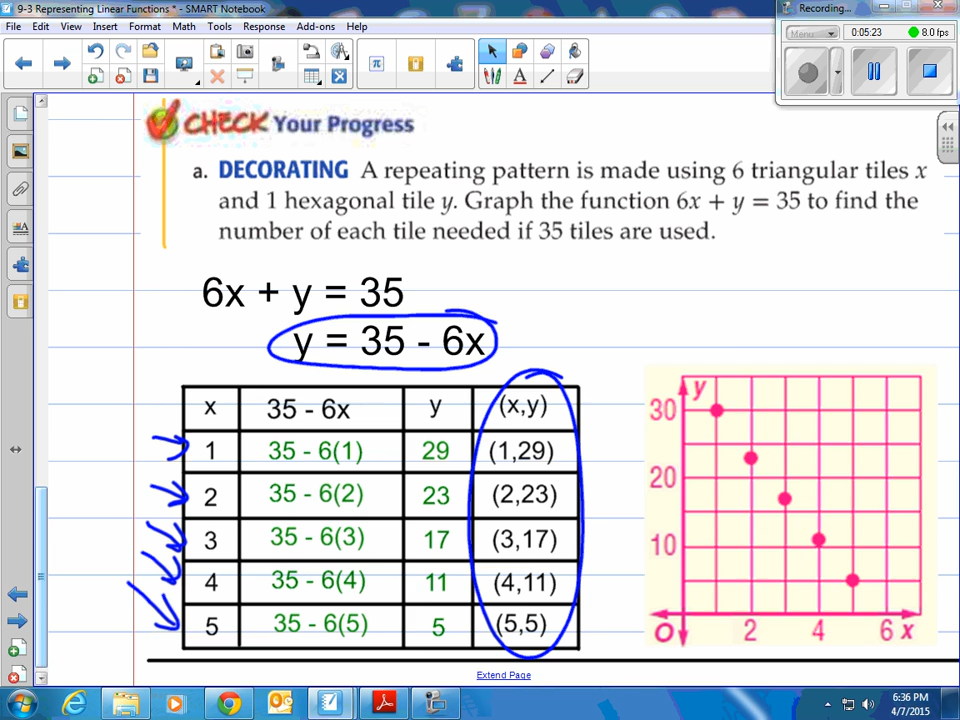 9-3 Representing Linear Functions * - SMART Notebook
Recording...
File Edit View Insert Format Math Tools Response Add-ons Help
Menu 0:05:23 8.0 fps
CHECK Your Progress
a. DECORATING A repeating pattern is made using 6 triangular tiles x
and 1 hexagonal tile y. Graph the function 6x + y = 35 to find the
number of each tile needed if 35 tiles are used.
6x + y = 35
y = 35 - 6x
x 35 - 6x y (x,y)
1 35 - 6(1) 29 (1,29)
2 35 - 6(2) 23 (2,23)
3 35 - 6(3) 17 (3,17)
4 35 - 6(4) 11 (4,11)
5 35 - 6(5) 5 (5,5)
y
30
20
10
O 2 4 6 x
Extend Page
6:36 PM
4/7/2015